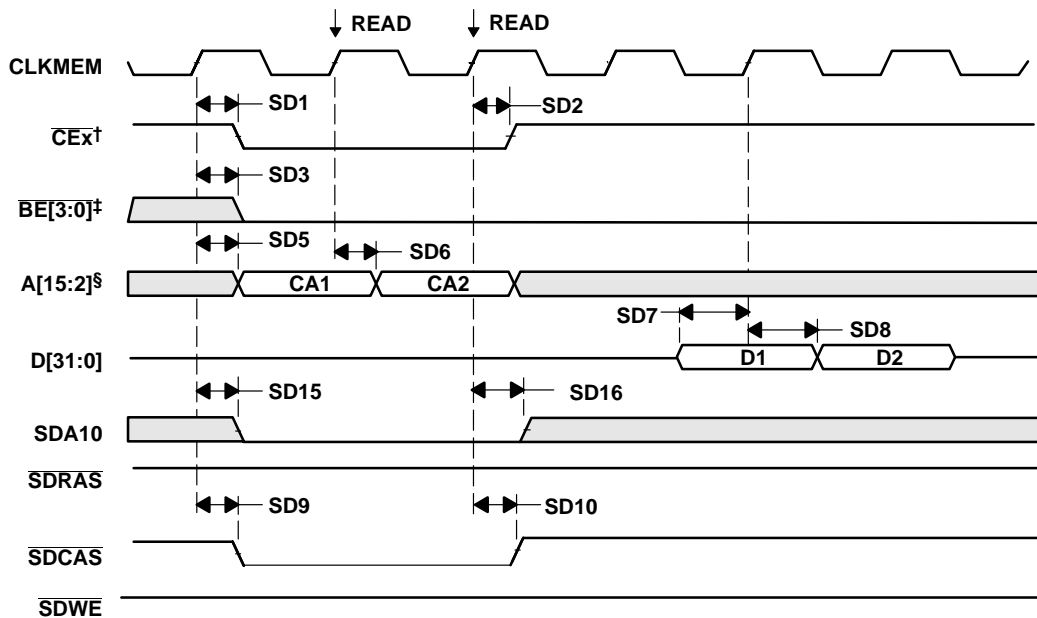 READ READ
CLKMEM
SD1 SD2
CEx†
SD3
BE[3:0]‡
SD5 SD6
A[15:2]§ CA1 CA2
SD7 SD8
D[31:0] D1 D2
SD15 SD16
SDA10
SDRAS
SD9 SD10
SDCAS
SDWE